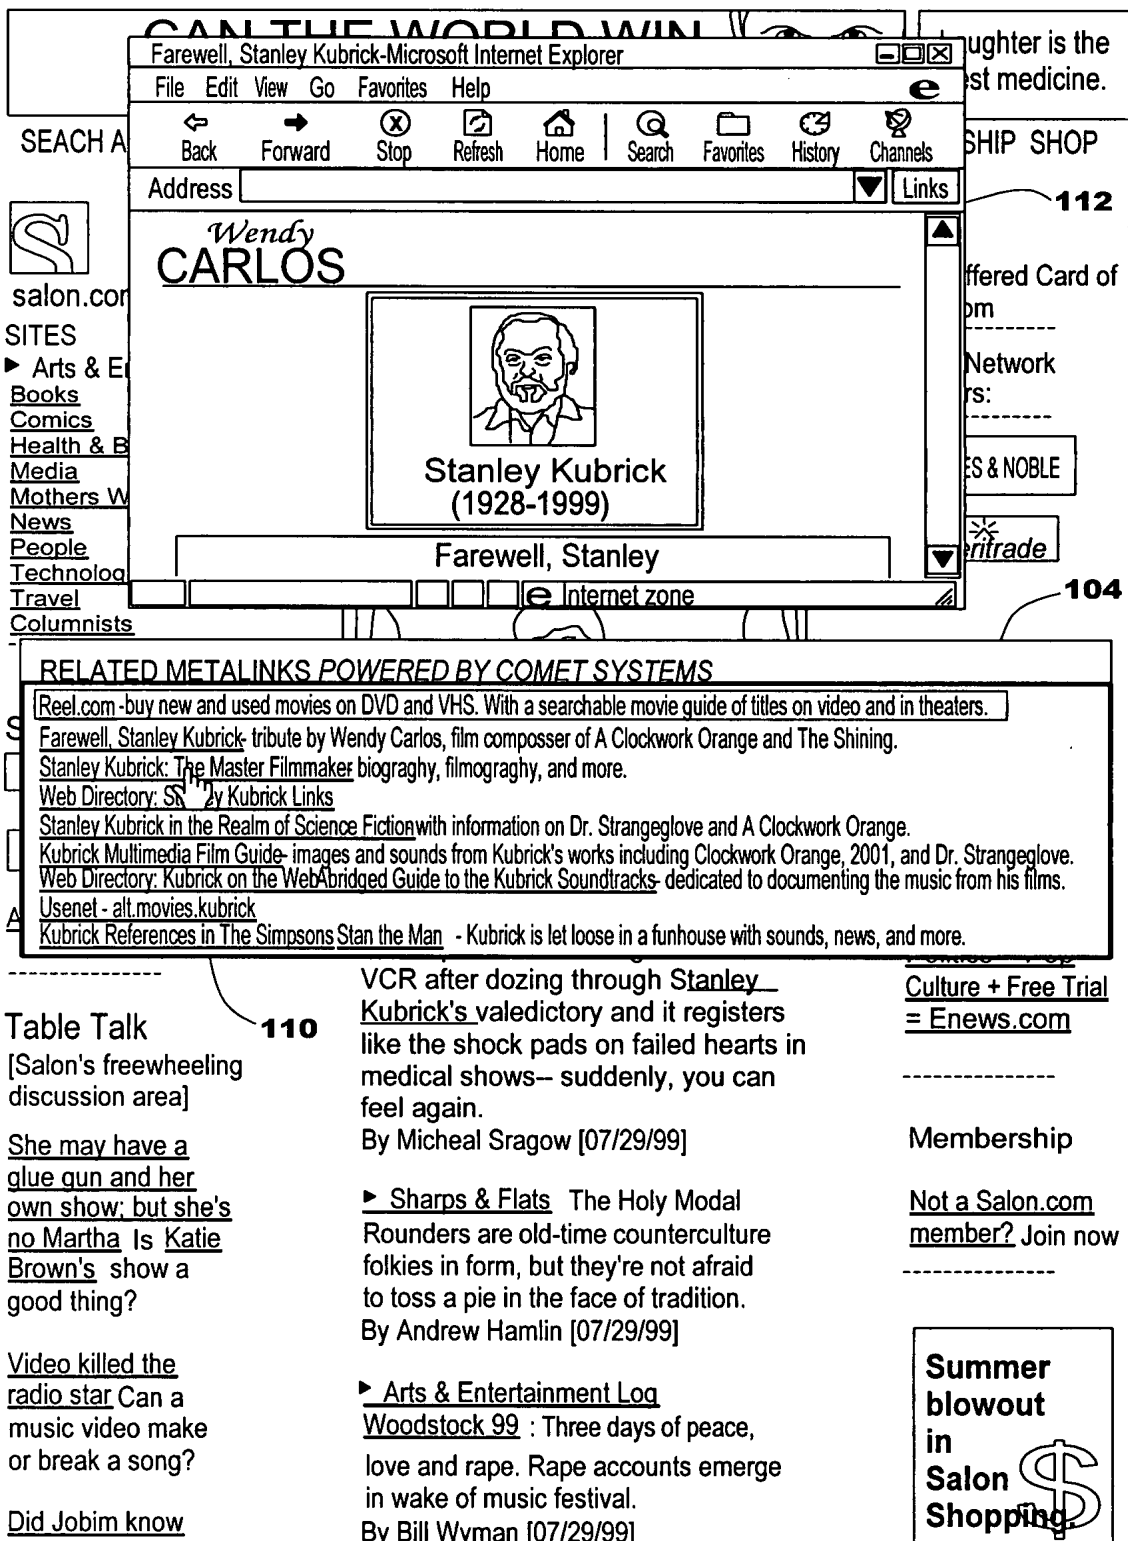 CAN THE WORLD WIN
Laughter is the
best medicine.
Farewell, Stanley Kubrick-Microsoft Internet Explorer
File Edit View Go Favorites Help
Back Forward Stop Refresh Home Search Favorites History Channels
Address Links
SEACH A
SHIP SHOP
112
Wendy
CARLOS
salon.com
ffered Card of
om
SITES
Arts & E
Network
rs:
Books
Comics
Health & B
Media
Mothers W
News
People
Technolog
Travel
Columnists
Stanley Kubrick
(1928-1999)
ES & NOBLE
eritrade
Farewell, Stanley
Internet zone
104
RELATED METALINKS POWERED BY COMET SYSTEMS
Reel.com -buy new and used movies on DVD and VHS. With a searchable movie guide of titles on video and in theaters.
Farewell, Stanley Kubrick- tribute by Wendy Carlos, film composser of A Clockwork Orange and The Shining.
Stanley Kubrick: The Master Filmmaker biograghy, filmograghy, and more.
Web Directory: Stanley Kubrick Links
Stanley Kubrick in the Realm of Science Fiction with information on Dr. Strangeglove and A Clockwork Orange.
Kubrick Multimedia Film Guide- images and sounds from Kubrick's works including Clockwork Orange, 2001, and Dr. Strangeglove.
Web Directory: Kubrick on the WebAbridged Guide to the Kubrick Soundtracks- dedicated to documenting the music from his films.
Usenet - alt.movies.kubrick
Kubrick References in The Simpsons Stan the Man - Kubrick is let loose in a funhouse with sounds, news, and more.
110
VCR after dozing through Stanley
Kubrick's valedictory and it registers
like the shock pads on failed hearts in
medical shows-- suddenly, you can
feel again.
By Micheal Sragow [07/29/99]
Culture + Free Trial
= Enews.com
Table Talk
[Salon's freewheeling
discussion area]
She may have a
glue gun and her
own show; but she's
no Martha Is Katie
Brown's show a
good thing?
Membership
Not a Salon.com
member? Join now
Sharps & Flats The Holy Modal
Rounders are old-time counterculture
folkies in form, but they're not afraid
to toss a pie in the face of tradition.
By Andrew Hamlin [07/29/99]
Video killed the
radio star Can a
music video make
or break a song?
Arts & Entertainment Log
Woodstock 99 : Three days of peace,
love and rape. Rape accounts emerge
in wake of music festival.
By Bill Wyman [07/29/99]
Summer
blowout
in
Salon
Shopping.
Did Jobim know